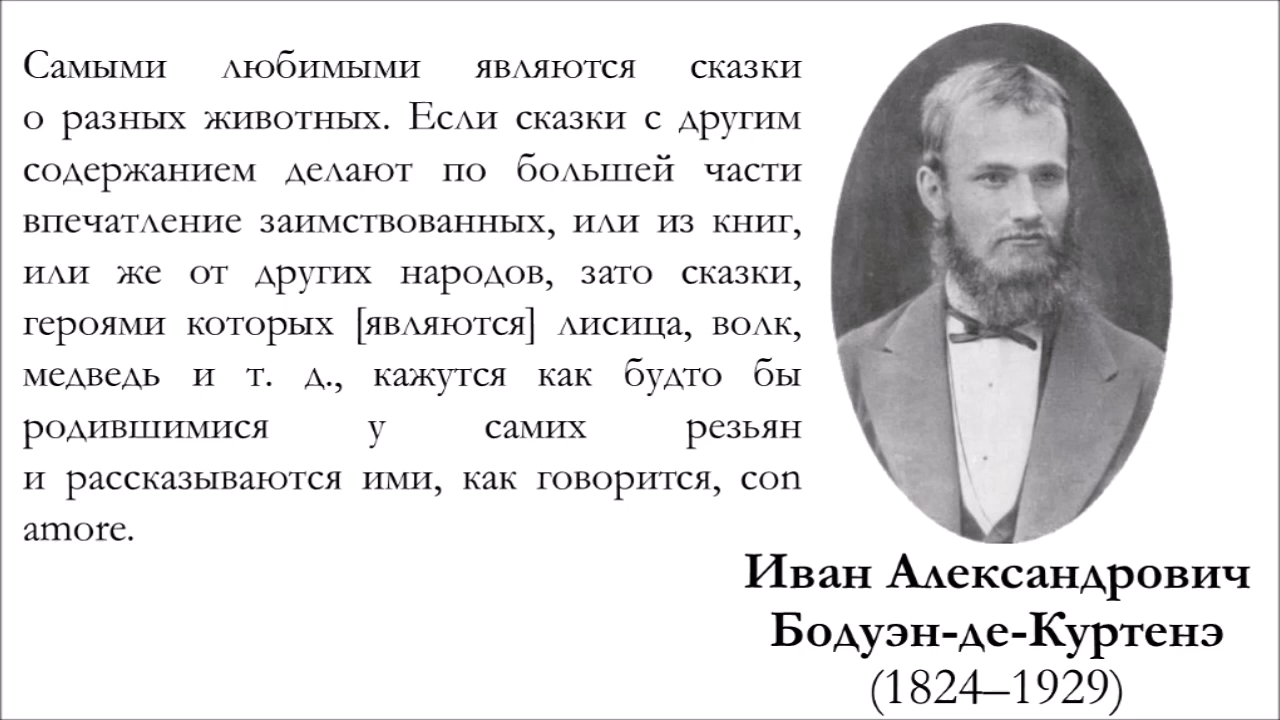 Самыми любимыми являются сказки
о разных животных. Если сказки с другим
содержанием делают по большей части
впечатление заимствованных, или из книг,
или же от других народов, зато сказки,
героями которых [являются] лисица, волк,
медведь и т. д., кажутся как будто бы
родившимися у самих резьян
и рассказываются ими, как говорится, con
amore.
Иван Александрович
Бодуэн-де-Куртенэ
(1824–1929)